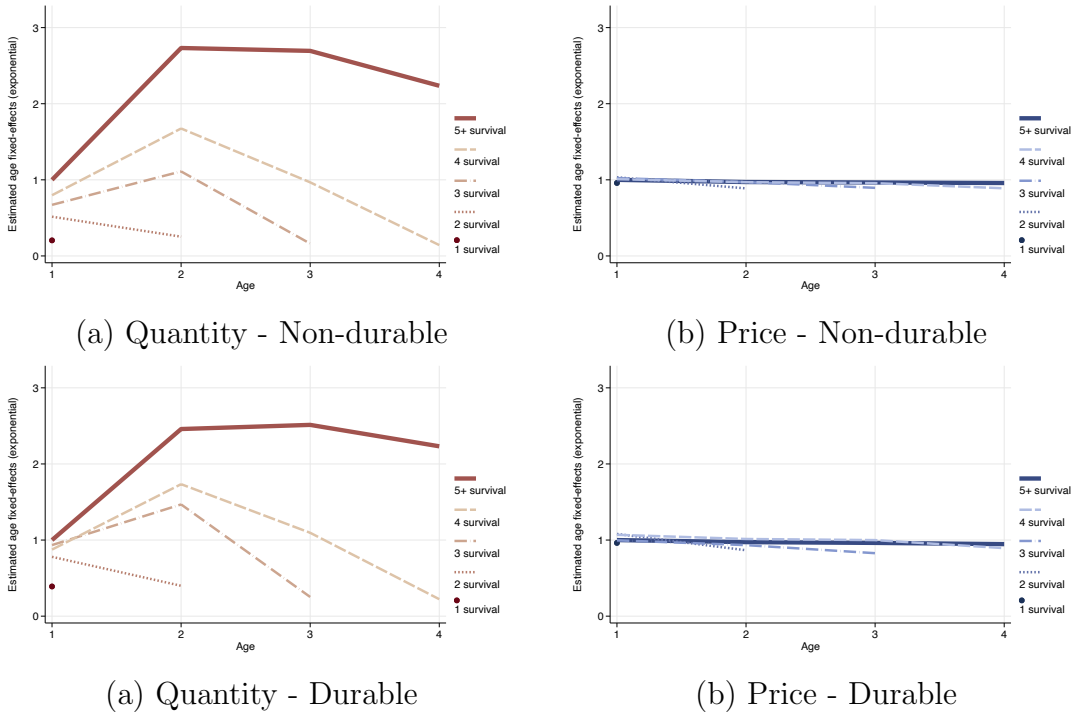 Estimated age fixed-effects (exponential)
3
2
1
0
1
2
3
4
Age
5+ survival
4 survival
3 survival
2 survival
1 survival
(a) Quantity - Non-durable
Estimated age fixed-effects (exponential)
3
2
1
0
1
2
3
4
Age
5+ survival
4 survival
3 survival
2 survival
1 survival
(b) Price - Non-durable
Estimated age fixed-effects (exponential)
3
2
1
0
1
2
3
4
Age
5+ survival
4 survival
3 survival
2 survival
1 survival
(a) Quantity - Durable
Estimated age fixed-effects (exponential)
3
2
1
0
1
2
3
4
Age
5+ survival
4 survival
3 survival
2 survival
1 survival
(b) Price - Durable